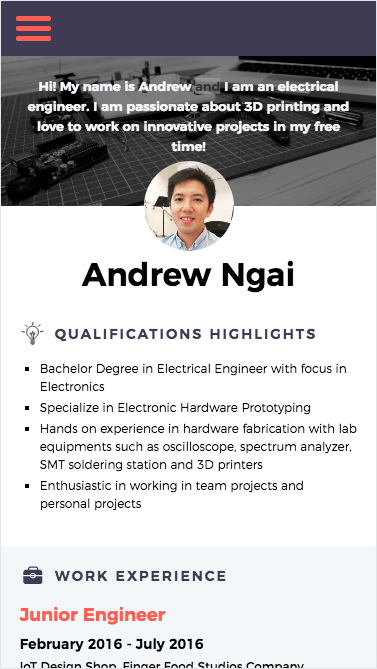 Hi! My name is Andrew and I am an electrical
engineer. I am passionate about 3D printing and
love to work on innovative projects in my free
time!
Andrew Ngai
QUALIFICATIONS HIGHLIGHTS
Bachelor Degree in Electrical Engineer with focus in
Electronics
Specialize in Electronic Hardware Prototyping
Hands on experience in hardware fabrication with lab
equipments such as oscilloscope, spectrum analyzer,
SMT soldering station and 3D printers
Enthusiastic in working in team projects and
personal projects
WORK EXPERIENCE
Junior Engineer
February 2016 - July 2016
IoT Design Shop, Finger Food Studios Company